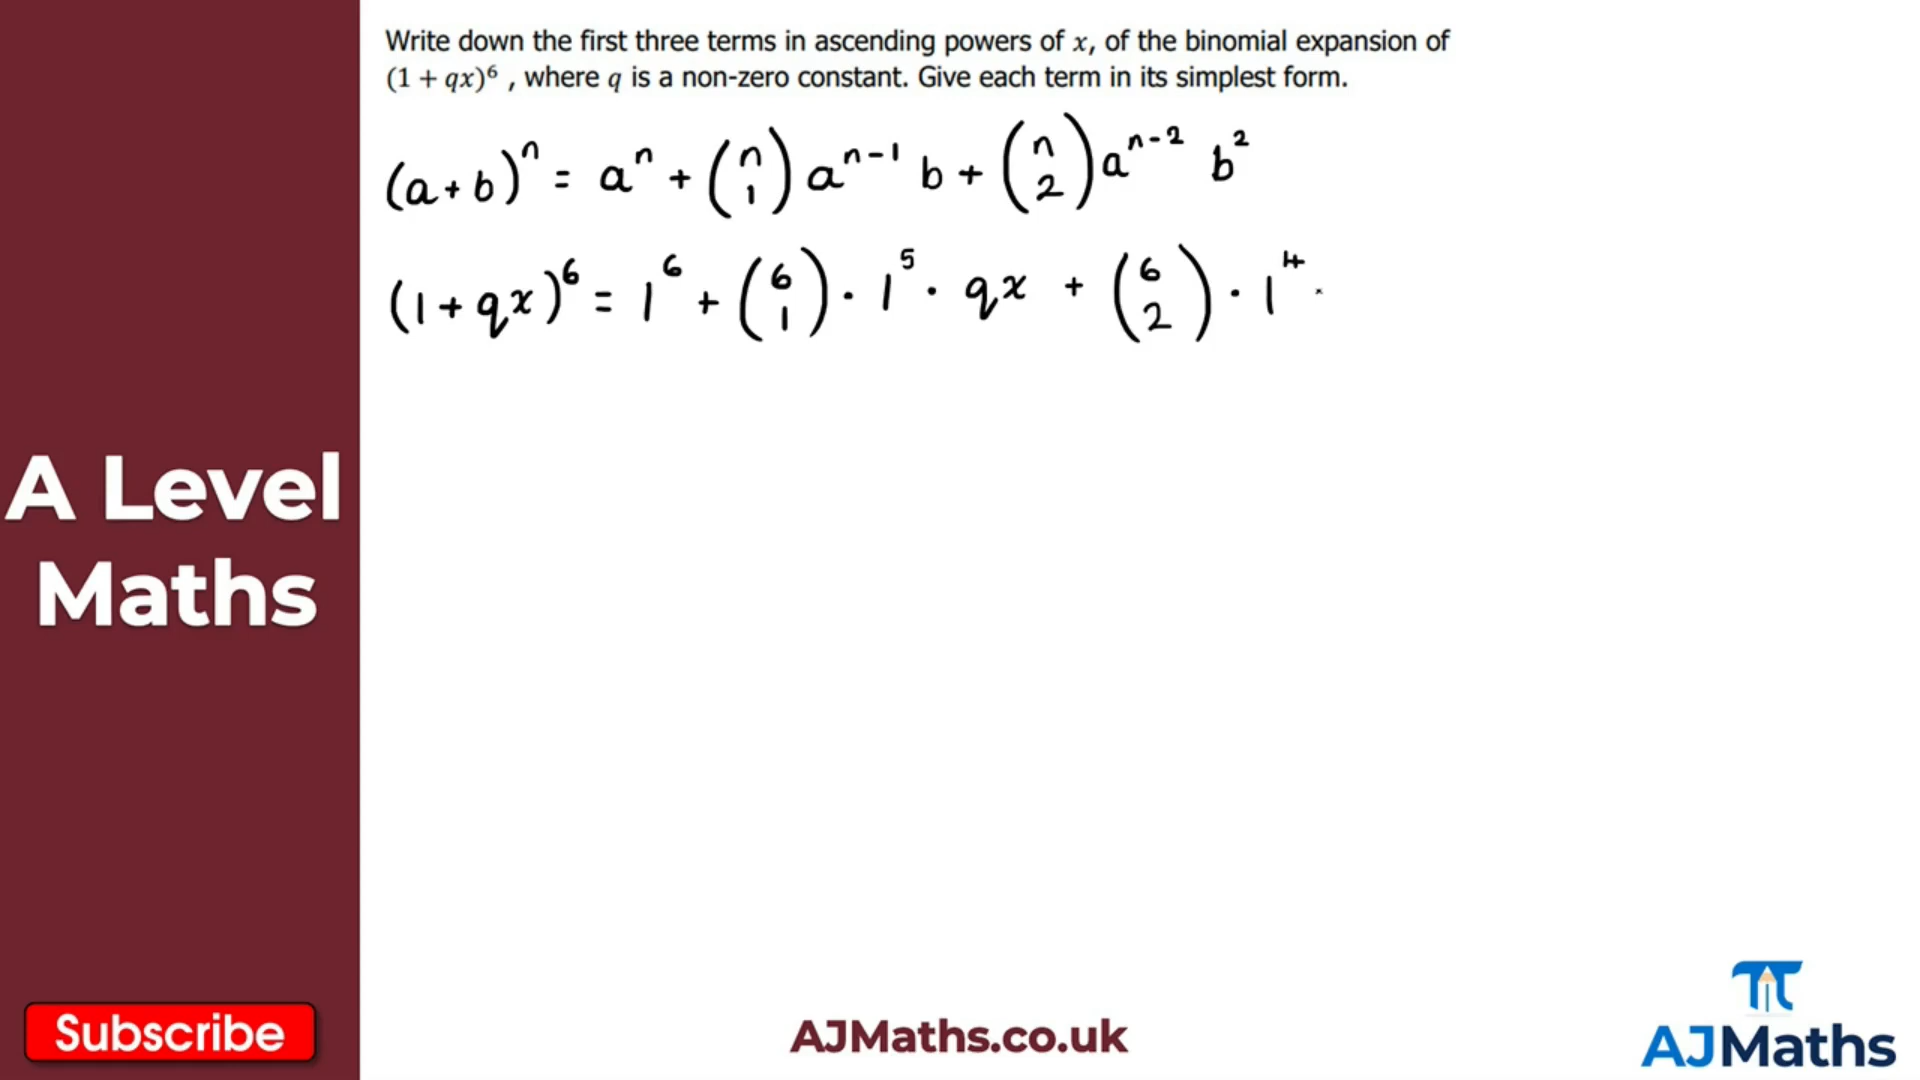 Write down the first three terms in ascending powers of x, of the binomial expansion of
(1 + qx)⁶ , where q is a non-zero constant. Give each term in its simplest form.
(a+b)ⁿ = aⁿ + (n 1) aⁿ⁻¹ b + (n 2) aⁿ⁻² b²
(1+qx)⁶ = 1⁶ + (6 1) · 1⁵ · qx + (6 2) · 1⁴ ·
A Level
Maths
Subscribe
AJMaths.co.uk
AJMaths